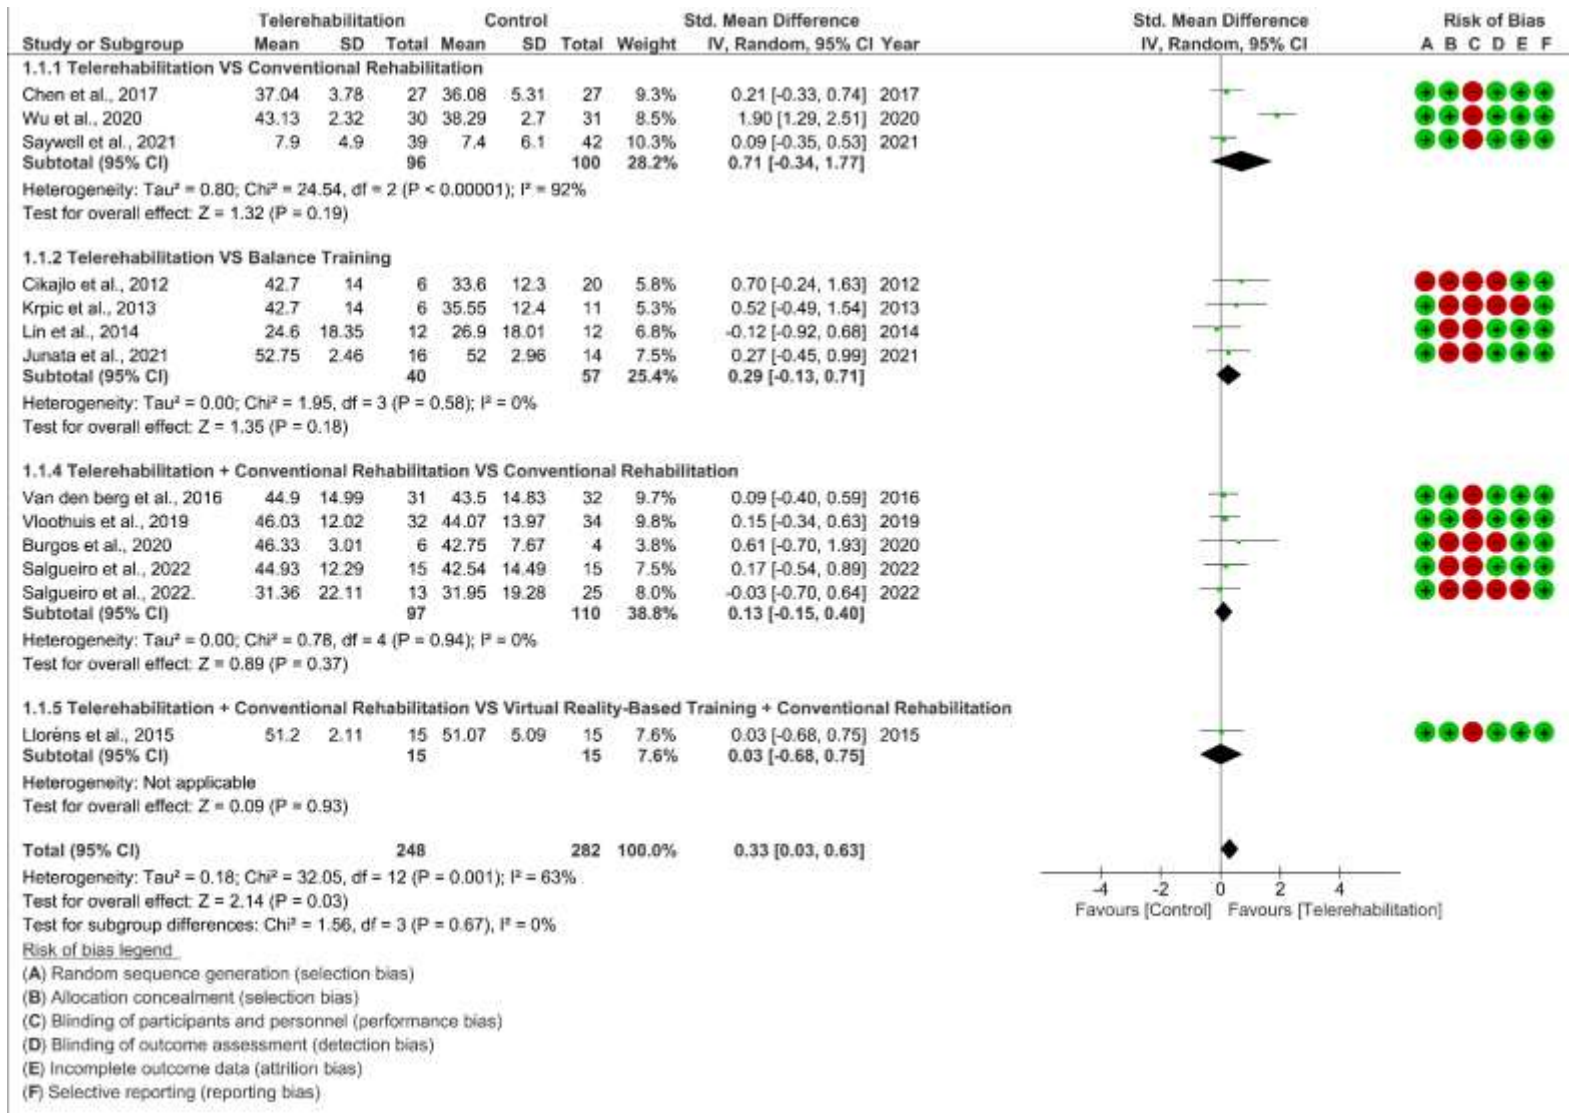 Telerehabilitation Control Std. Mean Difference Std. Mean Difference Risk of Bias
Study or Subgroup Mean SD Total Mean SD Total Weight IV, Random, 95% CI Year IV, Random, 95% CI A B C D E F
1.1.1 Telerehabilitation VS Conventional Rehabilitation
Chen et al., 2017 37.04 3.78 27 36.08 5.31 27 9.3% 0.21 [-0.33, 0.74] 2017
Wu et al., 2020 43.13 2.32 30 38.29 2.7 31 8.5% 1.90 [1.29, 2.51] 2020
Saywell et al., 2021 7.9 4.9 39 7.4 6.1 42 10.3% 0.09 [-0.35, 0.53] 2021
Subtotal (95% CI) 96 100 28.2% 0.71 [-0.34, 1.77]
Heterogeneity: Tau² = 0.80; Chi² = 24.54, df = 2 (P < 0.00001); I² = 92%
Test for overall effect: Z = 1.32 (P = 0.19)
1.1.2 Telerehabilitation VS Balance Training
Cikajlo et al., 2012 42.7 14 6 33.6 12.3 20 5.8% 0.70 [-0.24, 1.63] 2012
Krpic et al., 2013 42.7 14 6 35.55 12.4 11 5.3% 0.52 [-0.49, 1.54] 2013
Lin et al., 2014 24.6 18.35 12 26.9 18.01 12 6.8% -0.12 [-0.92, 0.68] 2014
Junata et al., 2021 52.75 2.46 16 52 2.96 14 7.5% 0.27 [-0.45, 0.99] 2021
Subtotal (95% CI) 40 57 25.4% 0.29 [-0.13, 0.71]
Heterogeneity: Tau² = 0.00; Chi² = 1.95, df = 3 (P = 0.58); I² = 0%
Test for overall effect: Z = 1.35 (P = 0.18)
1.1.4 Telerehabilitation + Conventional Rehabilitation VS Conventional Rehabilitation
Van den berg et al., 2016 44.9 14.99 31 43.5 14.83 32 9.7% 0.09 [-0.40, 0.59] 2016
Vloothuis et al., 2019 46.03 12.02 32 44.07 13.97 34 9.8% 0.15 [-0.34, 0.63] 2019
Burgos et al., 2020 46.33 3.01 6 42.75 7.67 4 3.8% 0.61 [-0.70, 1.93] 2020
Salgueiro et al., 2022 44.93 12.29 15 42.54 14.49 15 7.5% 0.17 [-0.54, 0.89] 2022
Salgueiro et al., 2022. 31.36 22.11 13 31.95 19.28 25 8.0% -0.03 [-0.70, 0.64] 2022
Subtotal (95% CI) 97 110 38.8% 0.13 [-0.15, 0.40]
Heterogeneity: Tau² = 0.00; Chi² = 0.78, df = 4 (P = 0.94); I² = 0%
Test for overall effect: Z = 0.89 (P = 0.37)
1.1.5 Telerehabilitation + Conventional Rehabilitation VS Virtual Reality-Based Training + Conventional Rehabilitation
Lloréns et al., 2015 51.2 2.11 15 51.07 5.09 15 7.6% 0.03 [-0.68, 0.75] 2015
Subtotal (95% CI) 15 15 7.6% 0.03 [-0.68, 0.75]
Heterogeneity: Not applicable
Test for overall effect: Z = 0.09 (P = 0.93)
Total (95% CI) 248 282 100.0% 0.33 [0.03, 0.63]
Heterogeneity: Tau² = 0.18; Chi² = 32.05, df = 12 (P = 0.001); I² = 63%
Test for overall effect: Z = 2.14 (P = 0.03)
Test for subgroup differences: Chi² = 1.56, df = 3 (P = 0.67), I² = 0%
-4 -2 0 2 4
Favours [Control] Favours [Telerehabilitation]
Risk of bias legend
(A) Random sequence generation (selection bias)
(B) Allocation concealment (selection bias)
(C) Blinding of participants and personnel (performance bias)
(D) Blinding of outcome assessment (detection bias)
(E) Incomplete outcome data (attrition bias)
(F) Selective reporting (reporting bias)